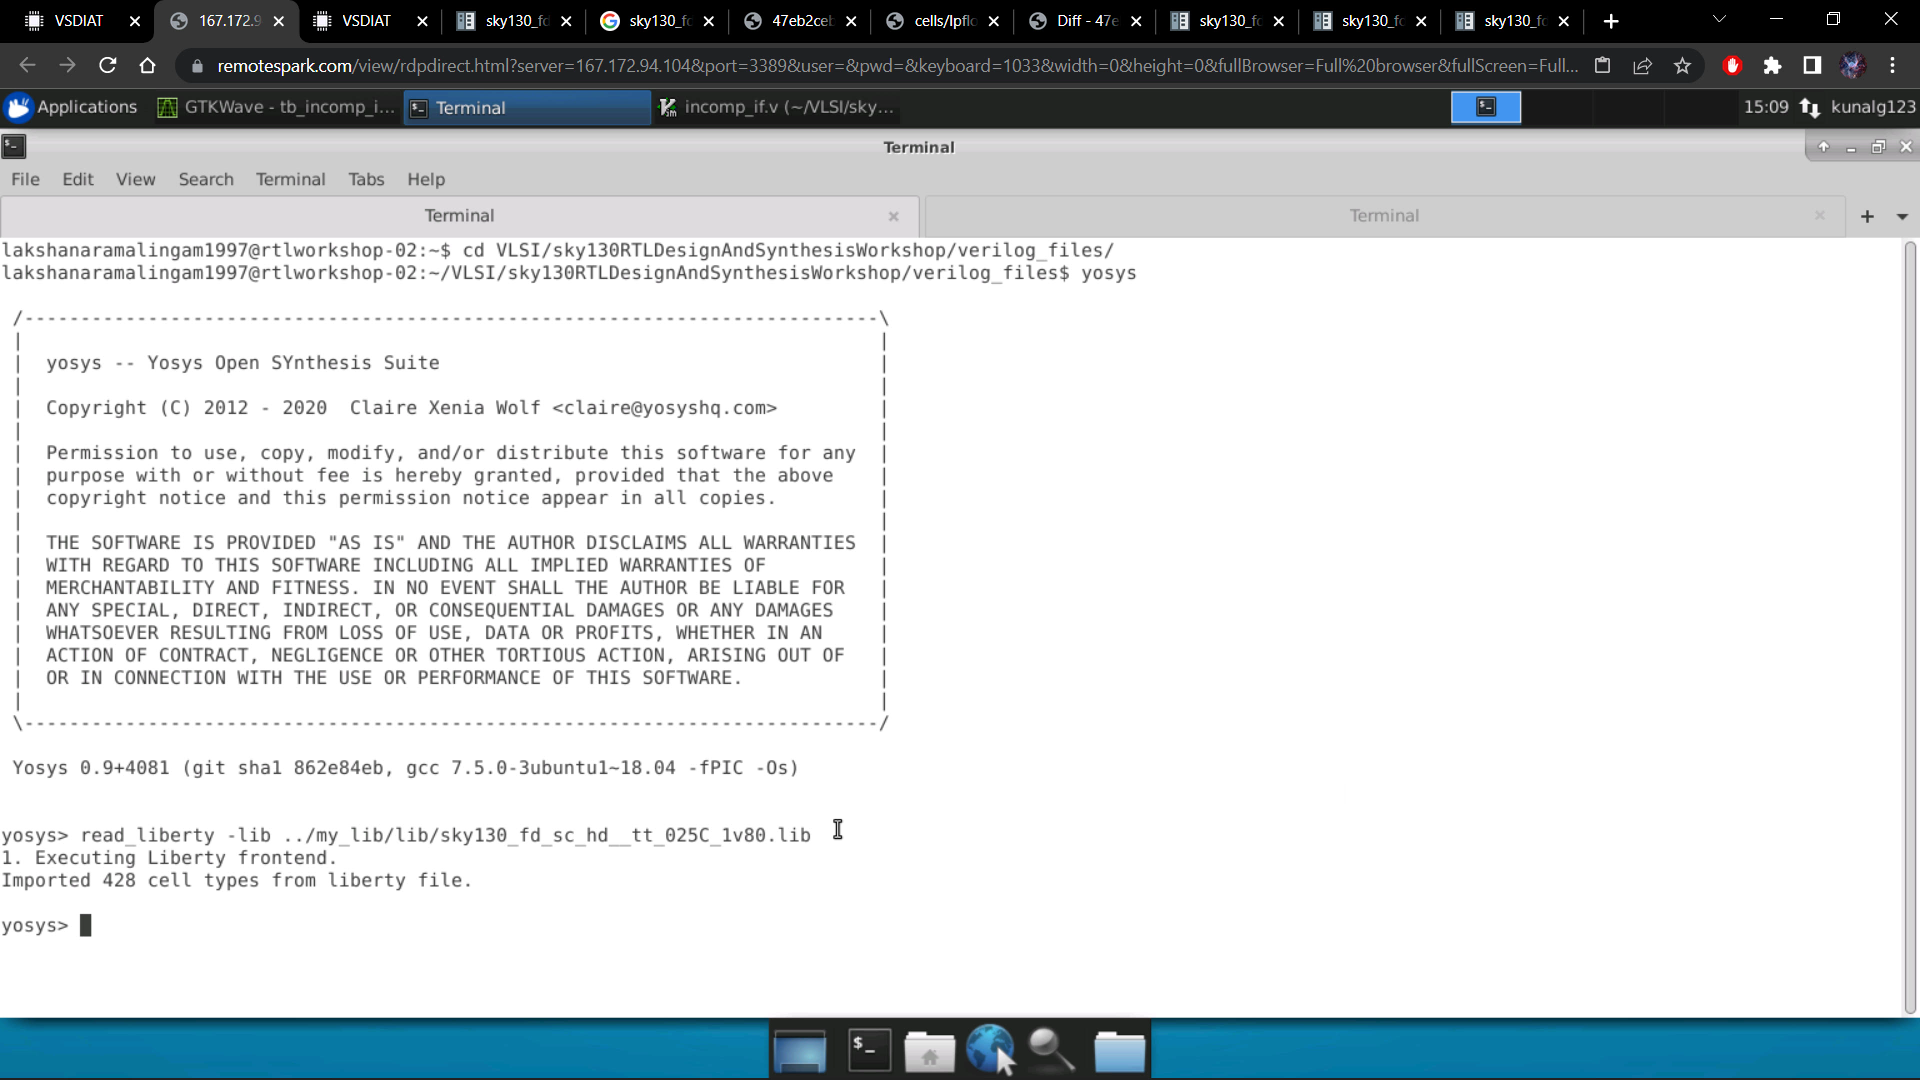 VSDIAT
167.172.9
VSDIAT
sky130_fd
sky130_fc
47eb2ceb
cells/lpflo
Diff - 47e
sky130_fc
sky130_fc
sky130_fc
remotespark.com/view/rdpdirect.html?server=167.172.94.104&port=3389&user=&pwd=&keyboard=1033&width=0&height=0&fullBrowser=Full%20browser&fullScreen=Full...
Applications
GTKWave - tb_incomp_i...
Terminal
incomp_if.v (~/VLSI/sky...
15:09
kunalg123
Terminal
File Edit View Search Terminal Tabs Help
Terminal
Terminal
lakshanaramalingam1997@rtlworkshop-02:~$ cd VLSI/sky130RTLDesignAndSynthesisWorkshop/verilog_files/
lakshanaramalingam1997@rtlworkshop-02:~/VLSI/sky130RTLDesignAndSynthesisWorkshop/verilog_files$ yosys
/----------------------------------------------------------------------------\
|                                                                            |
|  yosys -- Yosys Open SYnthesis Suite                                       |
|                                                                            |
|  Copyright (C) 2012 - 2020  Claire Xenia Wolf <claire@yosyshq.com>         |
|                                                                            |
|  Permission to use, copy, modify, and/or distribute this software for any  |
|  purpose with or without fee is hereby granted, provided that the above    |
|  copyright notice and this permission notice appear in all copies.         |
|                                                                            |
|  THE SOFTWARE IS PROVIDED "AS IS" AND THE AUTHOR DISCLAIMS ALL WARRANTIES  |
|  WITH REGARD TO THIS SOFTWARE INCLUDING ALL IMPLIED WARRANTIES OF          |
|  MERCHANTABILITY AND FITNESS. IN NO EVENT SHALL THE AUTHOR BE LIABLE FOR   |
|  ANY SPECIAL, DIRECT, INDIRECT, OR CONSEQUENTIAL DAMAGES OR ANY DAMAGES    |
|  WHATSOEVER RESULTING FROM LOSS OF USE, DATA OR PROFITS, WHETHER IN AN     |
|  ACTION OF CONTRACT, NEGLIGENCE OR OTHER TORTIOUS ACTION, ARISING OUT OF   |
|  OR IN CONNECTION WITH THE USE OR PERFORMANCE OF THIS SOFTWARE.            |
|                                                                            |
\----------------------------------------------------------------------------/
Yosys 0.9+4081 (git sha1 862e84eb, gcc 7.5.0-3ubuntu1~18.04 -fPIC -Os)
yosys> read_liberty -lib ../my_lib/lib/sky130_fd_sc_hd__tt_025C_1v80.lib
1. Executing Liberty frontend.
Imported 428 cell types from liberty file.
yosys>